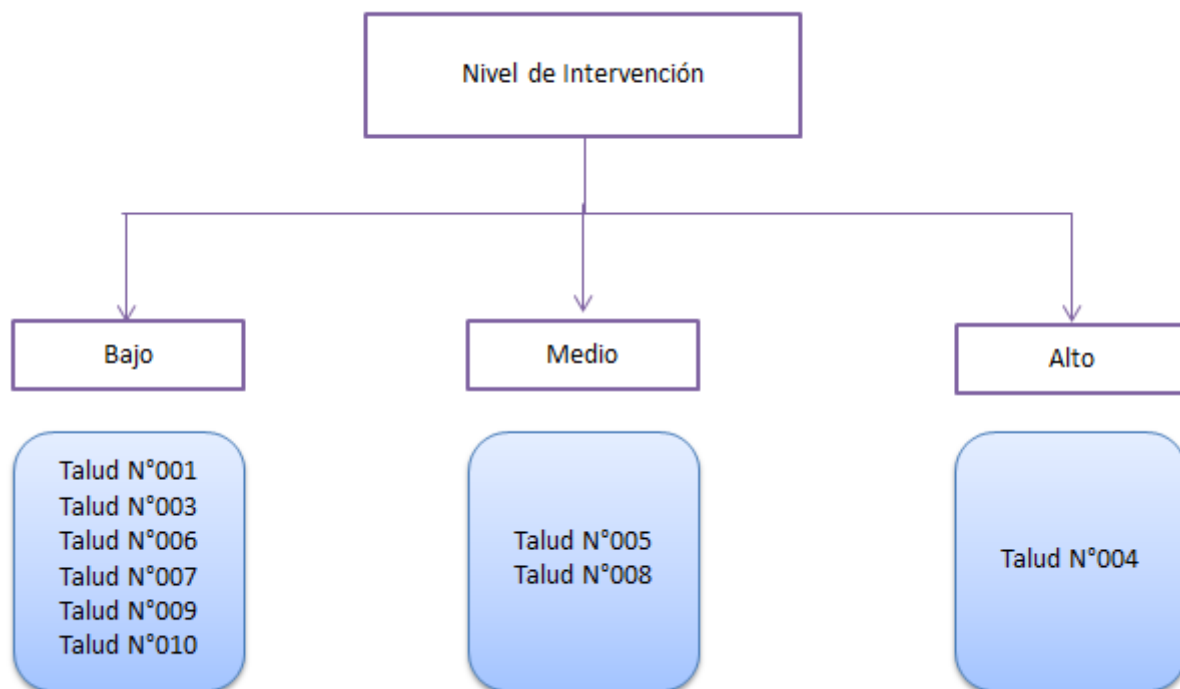 Nivel de Intervención
Bajo
Medio
Alto
Talud N°001
Talud N°003
Talud N°006
Talud N°007
Talud N°009
Talud N°010
Talud N°005
Talud N°008
Talud N°004